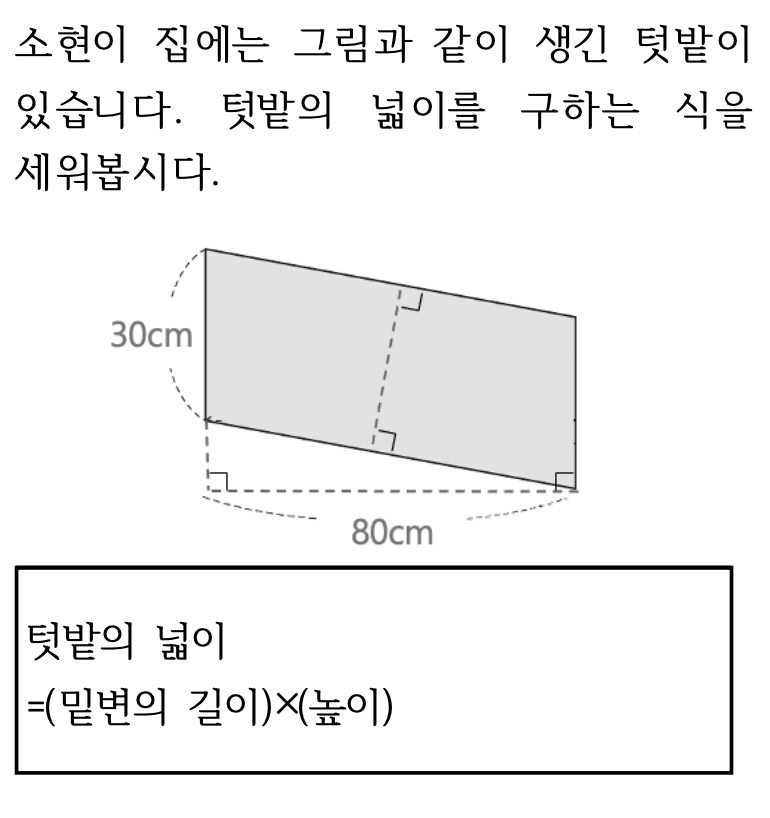 소현이 집에는 그림과 같이 생긴 텃밭이
있습니다. 텃밭의 넓이를 구하는 식을
세워봅시다.
30cm
80cm
텃밭의 넓이
=(밑변의 길이)×(높이)